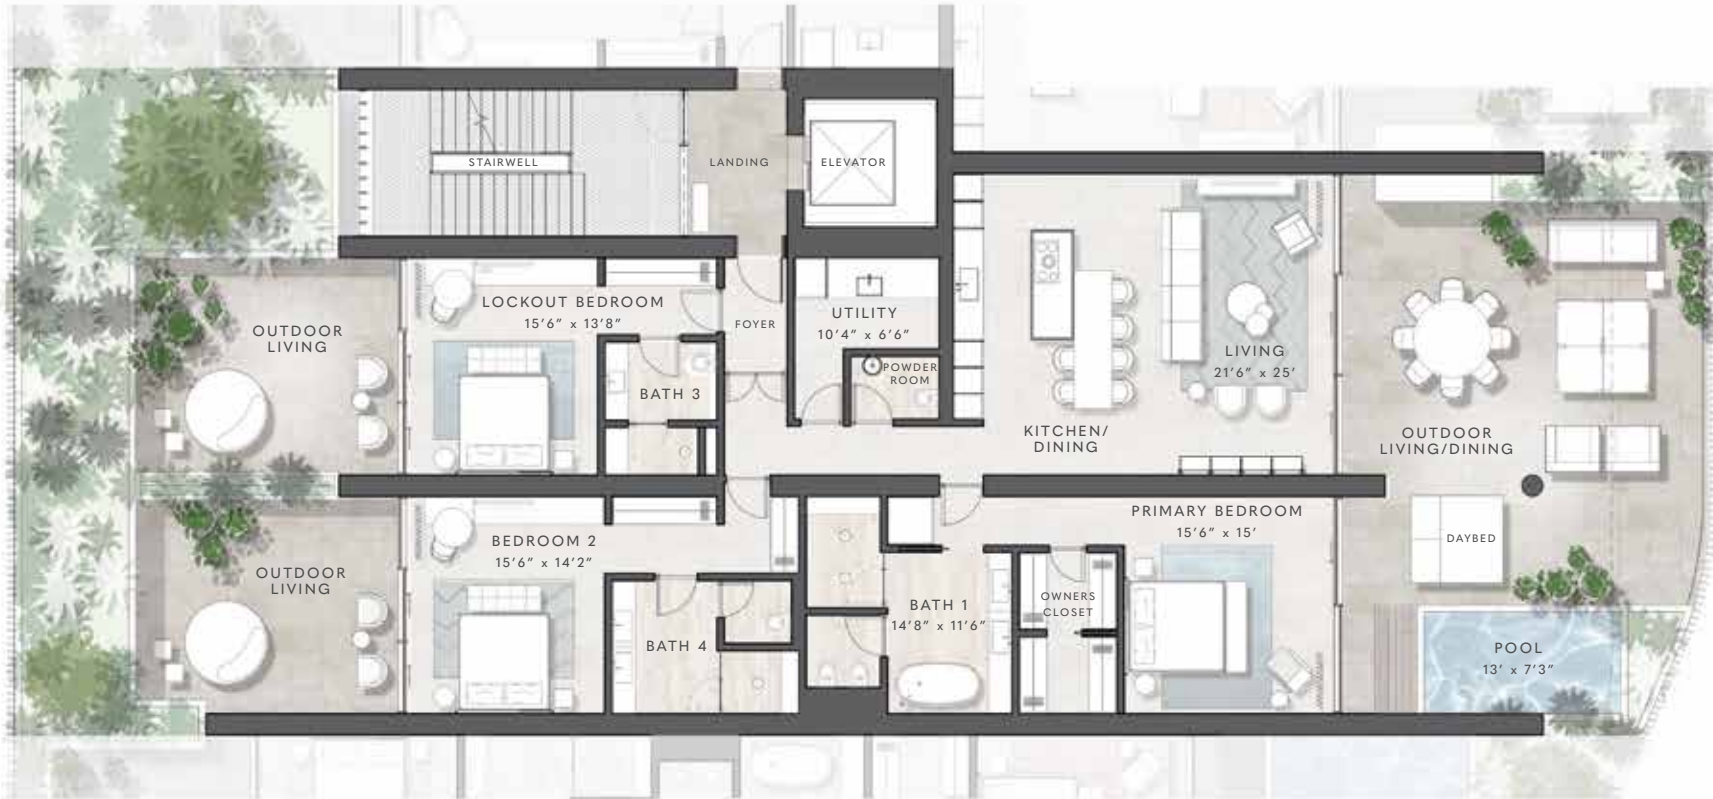 STAIRWELL
LANDING
ELEVATOR
LOCKOUT BEDROOM
15'6" x 13'8"
FOYER
UTILITY
10'4" x 6'6"
OUTDOOR
LIVING
BATH 3
POWDER
ROOM
LIVING
21'6" x 25'
KITCHEN/
DINING
OUTDOOR
LIVING/DINING
BEDROOM 2
15'6" x 14'2"
PRIMARY BEDROOM
15'6" x 15'
DAYBED
OUTDOOR
LIVING
BATH 4
BATH 1
14'8" x 11'6"
OWNERS
CLOSET
POOL
13' x 7'3"